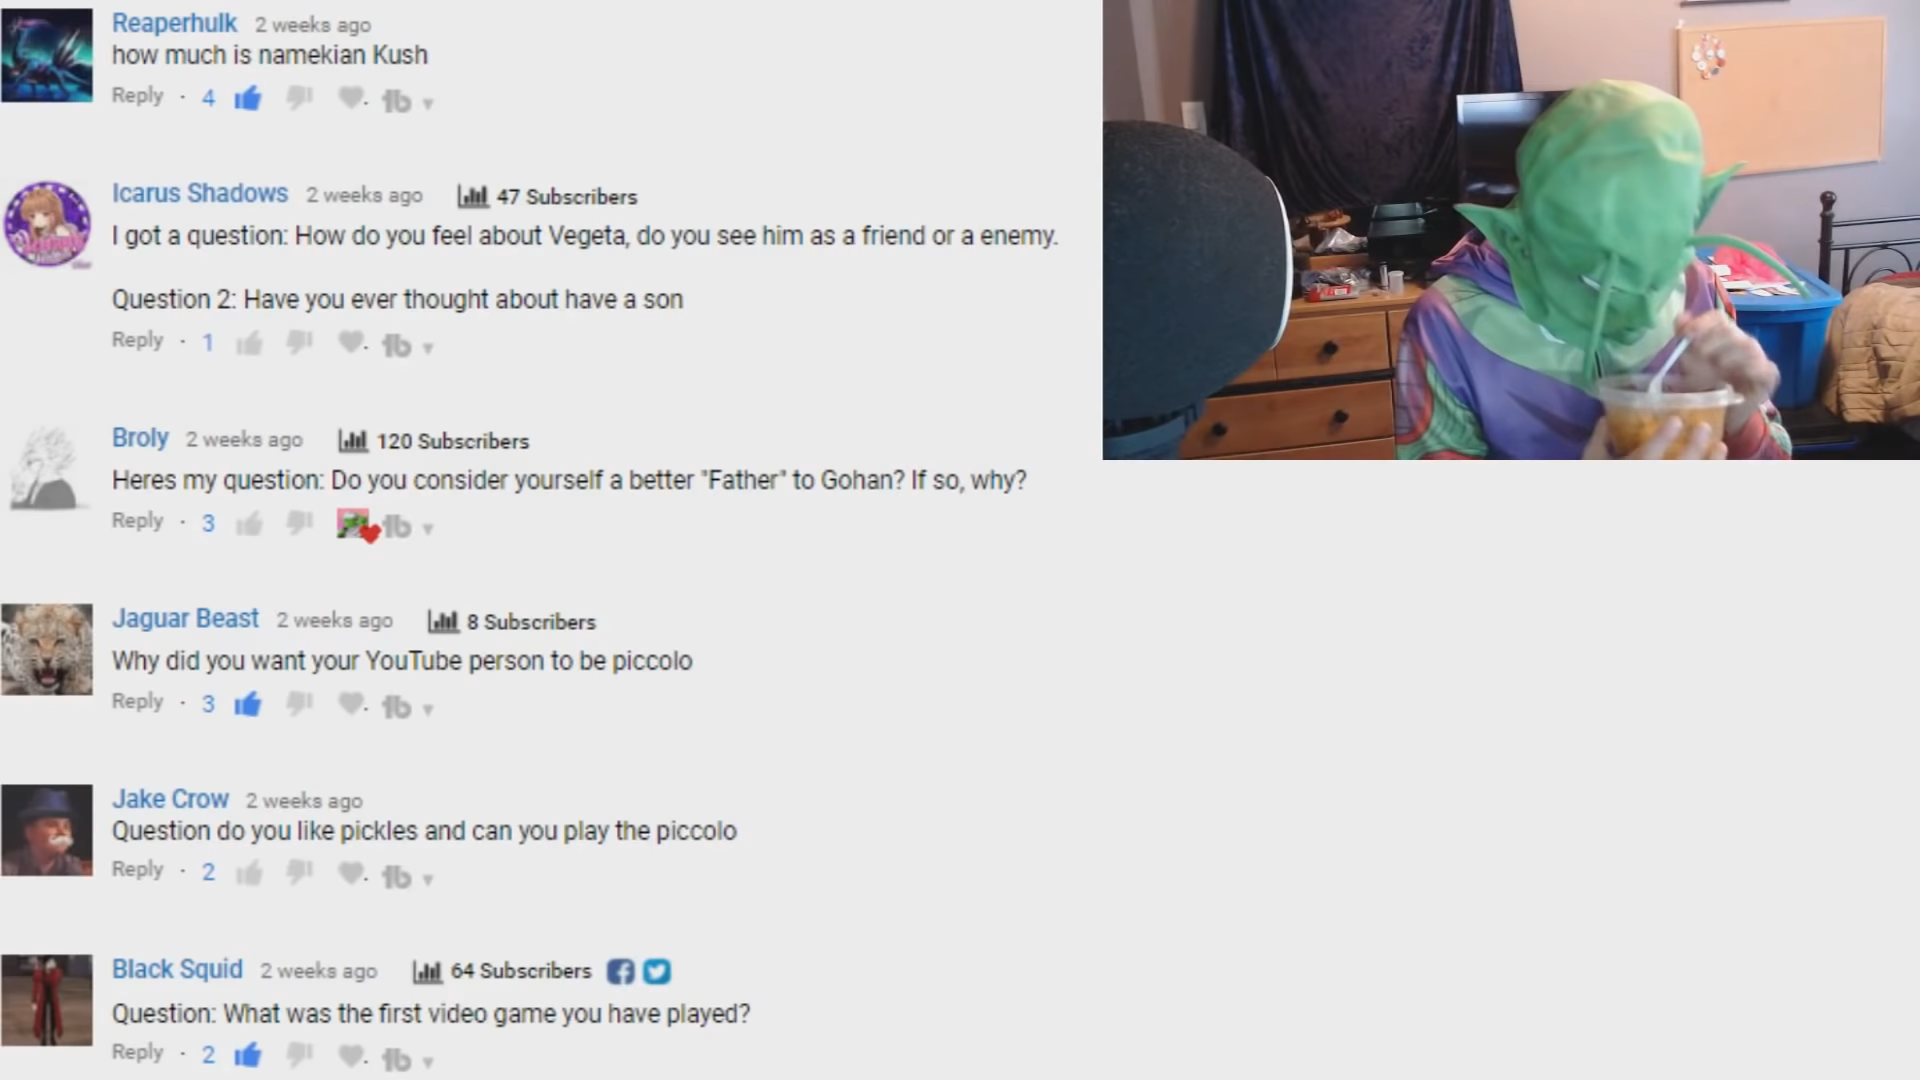 Reaperhulk 2 weeks ago
how much is namekian Kush
Reply · 4
Icarus Shadows 2 weeks ago 47 Subscribers
I got a question: How do you feel about Vegeta, do you see him as a friend or a enemy.
Question 2: Have you ever thought about have a son
Reply · 1
Broly 2 weeks ago 120 Subscribers
Heres my question: Do you consider yourself a better "Father" to Gohan? If so, why?
Reply · 3
Jaguar Beast 2 weeks ago 8 Subscribers
Why did you want your YouTube person to be piccolo
Reply · 3
Jake Crow 2 weeks ago
Question do you like pickles and can you play the piccolo
Reply · 2
Black Squid 2 weeks ago 64 Subscribers
Question: What was the first video game you have played?
Reply · 2